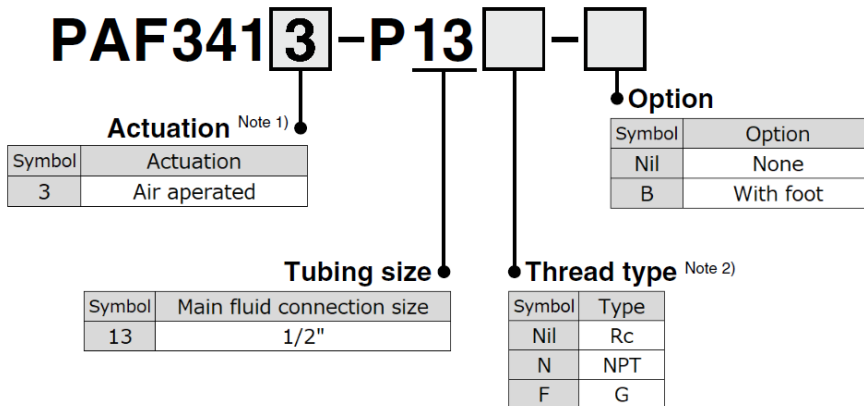 PAF3413-P13□-□
Option
Symbol Option
Nil None
B With foot
Actuation Note 1)
Symbol Actuation
3 Air aperated
Tubing size
Symbol Main fluid connection size
13 1/2"
Thread type Note 2)
Symbol Type
Nil Rc
N NPT
F G